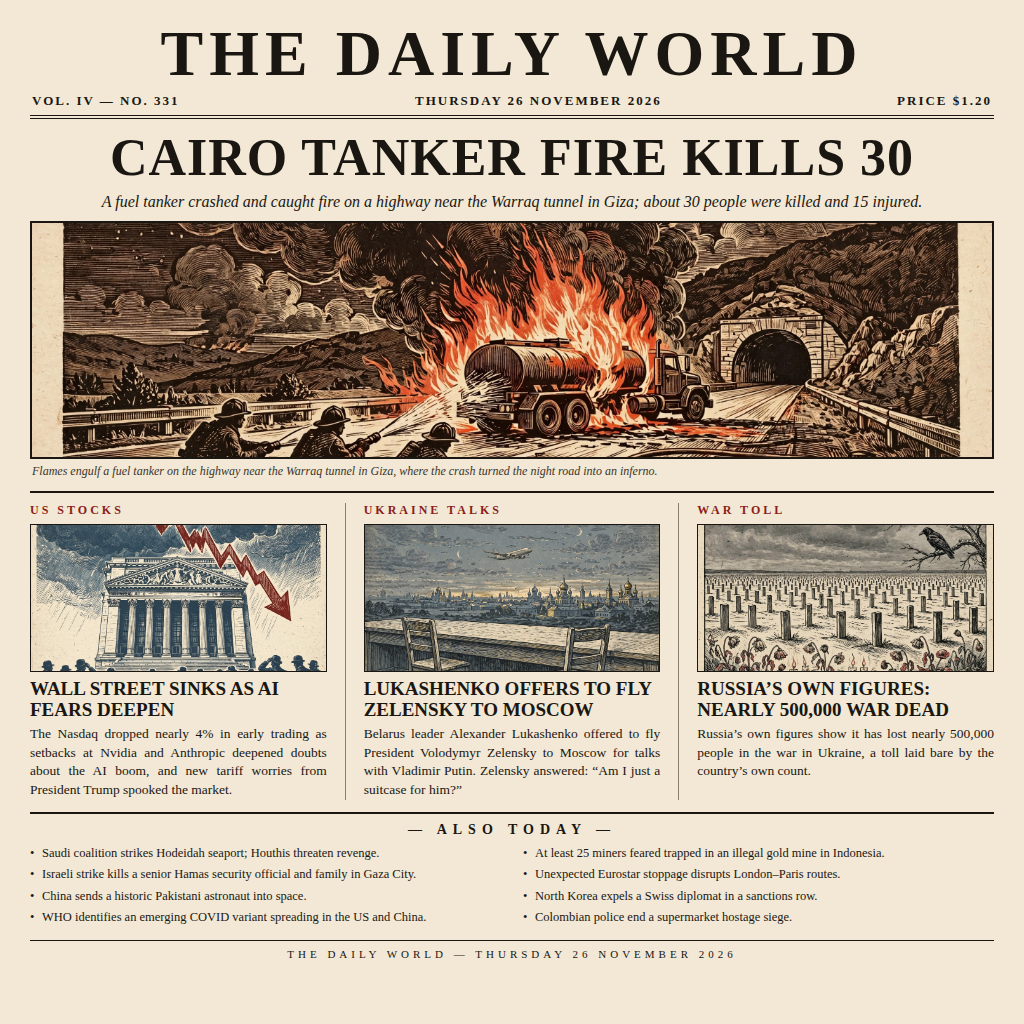 THE DAILY WORLD
VOL. IV — NO. 331
THURSDAY 26 NOVEMBER 2026
PRICE $1.20
CAIRO TANKER FIRE KILLS 30
A fuel tanker crashed and caught fire on a highway near the Warraq tunnel in Giza; about 30 people were killed and 15 injured.
Flames engulf a fuel tanker on the highway near the Warraq tunnel in Giza, where the crash turned the night road into an inferno.
US STOCKS
WALL STREET SINKS AS AI
FEARS DEEPEN
The Nasdaq dropped nearly 4% in early trading as
setbacks at Nvidia and Anthropic deepened doubts
about the AI boom, and new tariff worries from
President Trump spooked the market.
UKRAINE TALKS
LUKASHENKO OFFERS TO FLY
ZELENSKY TO MOSCOW
Belarus leader Alexander Lukashenko offered to fly
President Volodymyr Zelensky to Moscow for talks
with Vladimir Putin. Zelensky answered: “Am I just a
suitcase for him?”
WAR TOLL
RUSSIA’S OWN FIGURES:
NEARLY 500,000 WAR DEAD
Russia’s own figures show it has lost nearly 500,000
people in the war in Ukraine, a toll laid bare by the
country’s own count.
— ALSO TODAY —
• Saudi coalition strikes Hodeidah seaport; Houthis threaten revenge.
• Israeli strike kills a senior Hamas security official and family in Gaza City.
• China sends a historic Pakistani astronaut into space.
• WHO identifies an emerging COVID variant spreading in the US and China.
• At least 25 miners feared trapped in an illegal gold mine in Indonesia.
• Unexpected Eurostar stoppage disrupts London–Paris routes.
• North Korea expels a Swiss diplomat in a sanctions row.
• Colombian police end a supermarket hostage siege.
THE DAILY WORLD — THURSDAY 26 NOVEMBER 2026